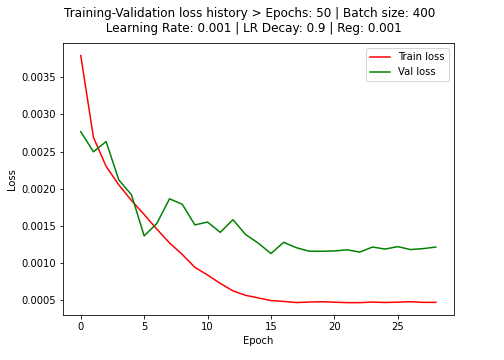 Training-Validation loss history > Epochs: 50 | Batch size: 400
Learning Rate: 0.001 | LR Decay: 0.9 | Reg: 0.001
Train loss
Val loss
0.0035
0.0030
0.0025
0.0020
0.0015
0.0010
0.0005
Loss
0 5 10 15 20 25
Epoch